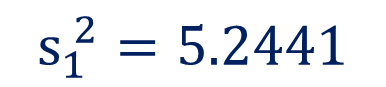 s₁² = 5.2441